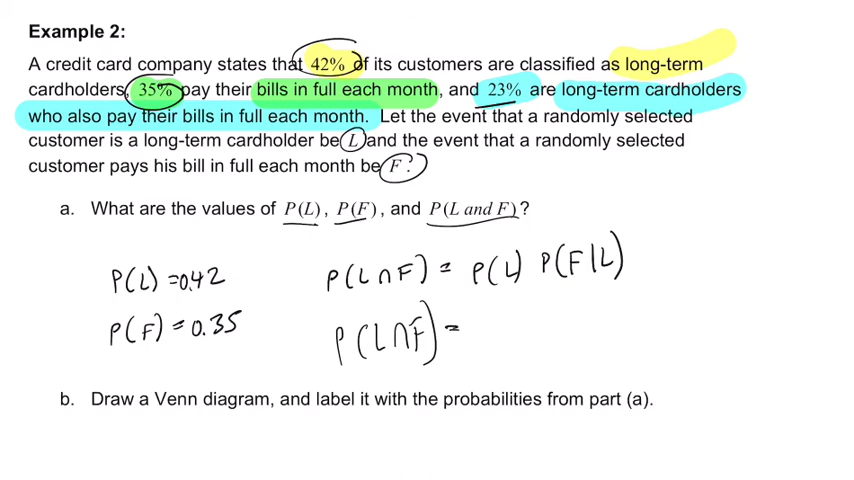 Example 2:
A credit card company states that 42% of its customers are classified as long-term
cardholders, 35% pay their bills in full each month, and 23% are long-term cardholders
who also pay their bills in full each month. Let the event that a randomly selected
customer is a long-term cardholder be L and the event that a randomly selected
customer pays his bill in full each month be F.
a. What are the values of P(L), P(F), and P(L and F)?
P(L) = 0.42
P(L ∩ F) = P(L) P(F|L)
P(F) = 0.35
P(L ∩ F) =
b. Draw a Venn diagram, and label it with the probabilities from part (a).